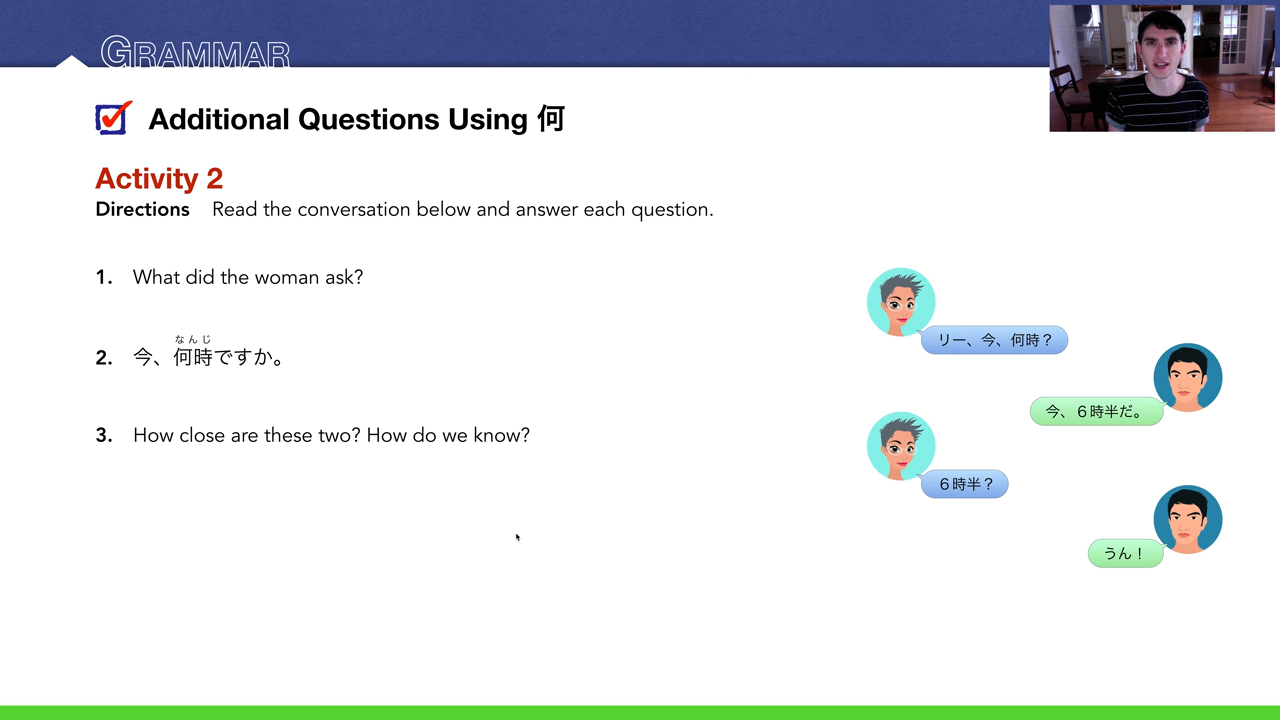 GRAMMAR
Additional Questions Using 何
Activity 2
Directions Read the conversation below and answer each question.
1. What did the woman ask?
なんじ
2. 今、何時ですか。
3. How close are these two? How do we know?
リー、今、何時？
今、６時半だ。
６時半？
うん！